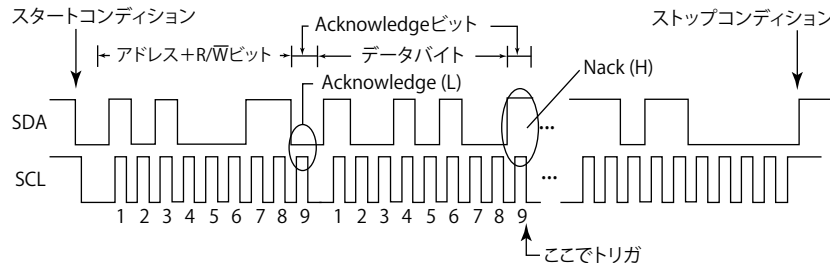 スタートコンディション
Acknowledgeビット
ストップコンディション
アドレス+R/W̅ビット
データバイト
Nack (H)
Acknowledge (L)
SDA
...
SCL
...
1 2 3 4 5 6 7 8 9 1 2 3 4 5 6 7 8 9
ここでトリガ